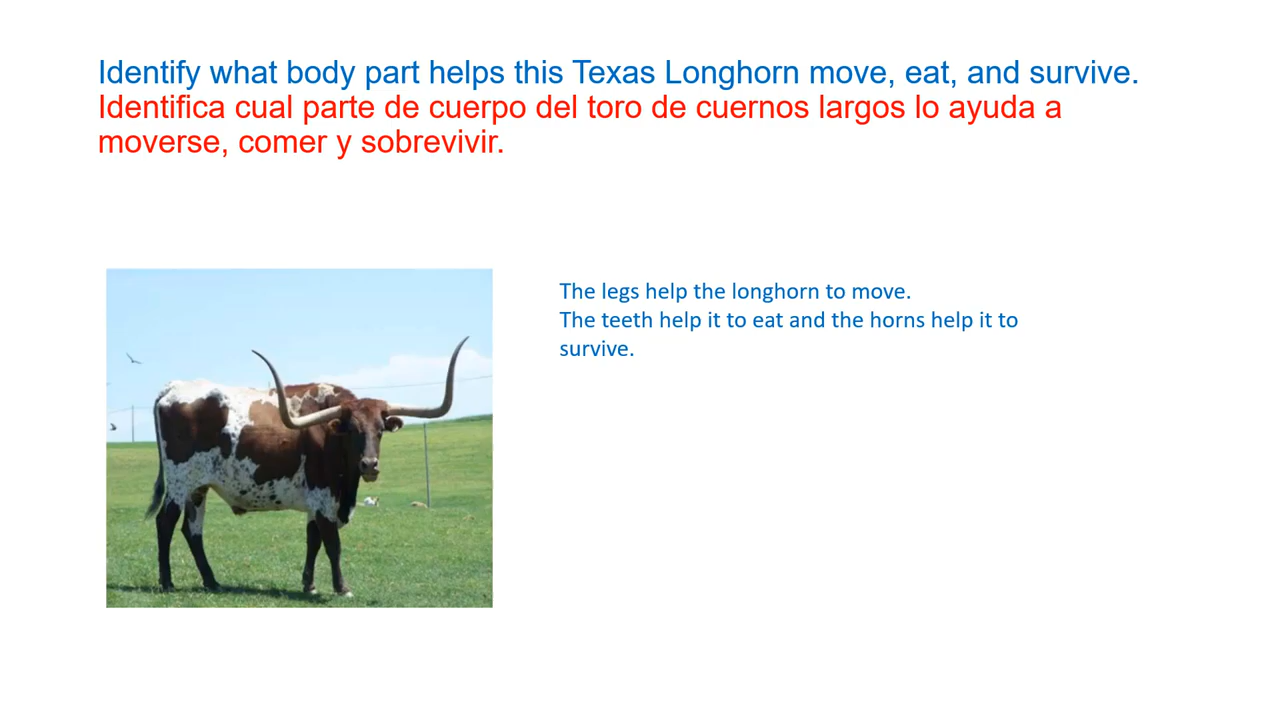 Identify what body part helps this Texas Longhorn move, eat, and survive.
Identifica cual parte de cuerpo del toro de cuernos largos lo ayuda a
moverse, comer y sobrevivir.
The legs help the longhorn to move.
The teeth help it to eat and the horns help it to
survive.